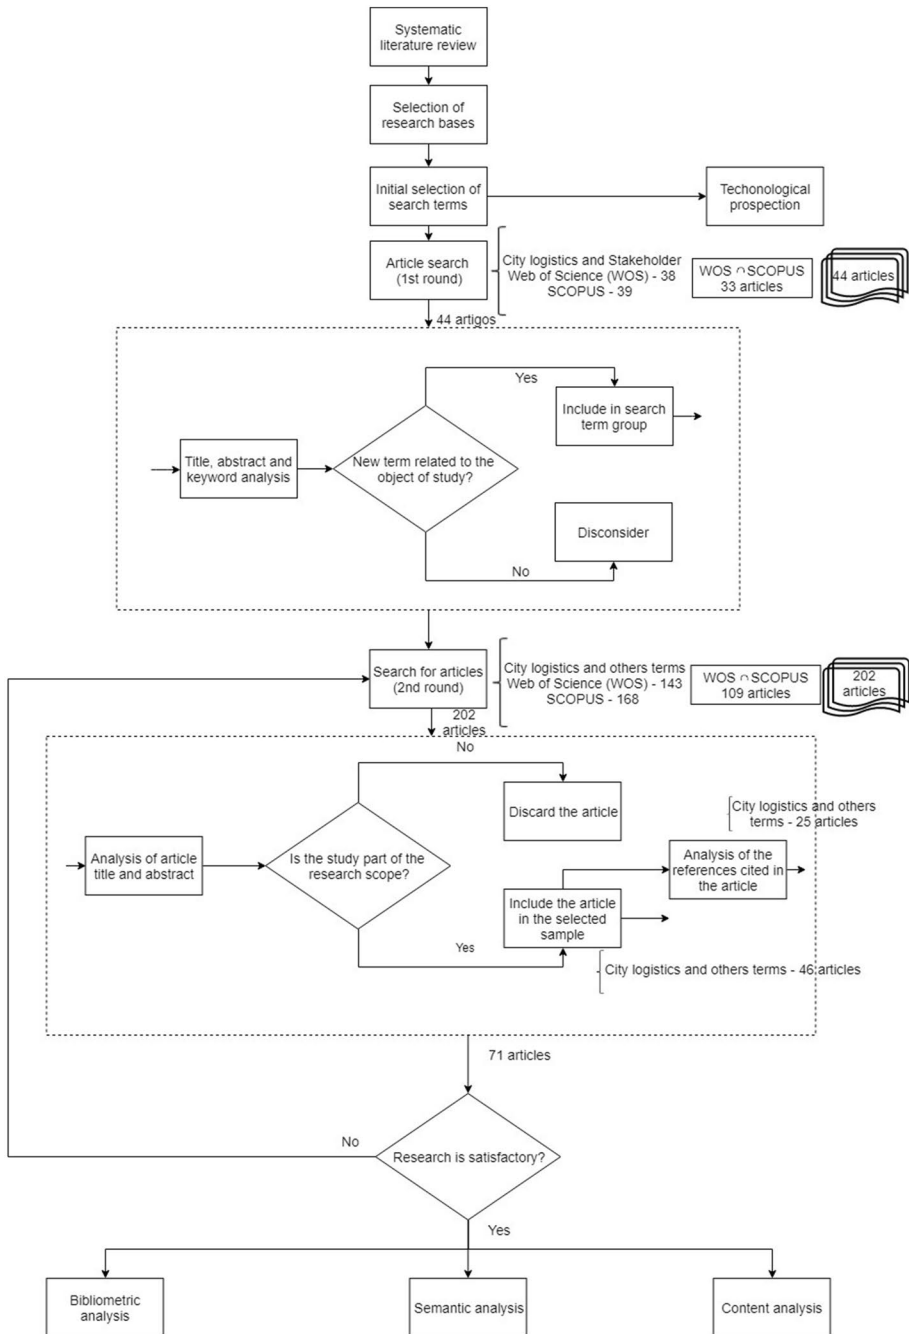 Systematic
literature review
Selection of
research bases
Initial selection of
search terms
Techonological
prospection
Article search
(1st round)
City logistics and Stakeholder
Web of Science (WOS) - 38
SCOPUS - 39
WOS ∩ SCOPUS
33 articles
44 articles
44 artigos
Yes
Include in search
term group
Title, abstract and
keyword analysis
New term related to the
object of study?
Disconsider
No
Search for articles
(2nd round)
City logistics and others terms
Web of Science (WOS) - 143
SCOPUS - 168
WOS ∩ SCOPUS
109 articles
202
articles
202
articles
No
Discard the article
City logistics and others
terms - 25 articles
Analysis of article
title and abstract
Is the study part of the
research scope?
Analysis of the
references cited in
the article
Include the article
in the selected
sample
Yes
City logistics and others terms - 46 articles
71 articles
No
Research is satisfactory?
Yes
Bibliometric
analysis
Semantic analysis
Content analysis